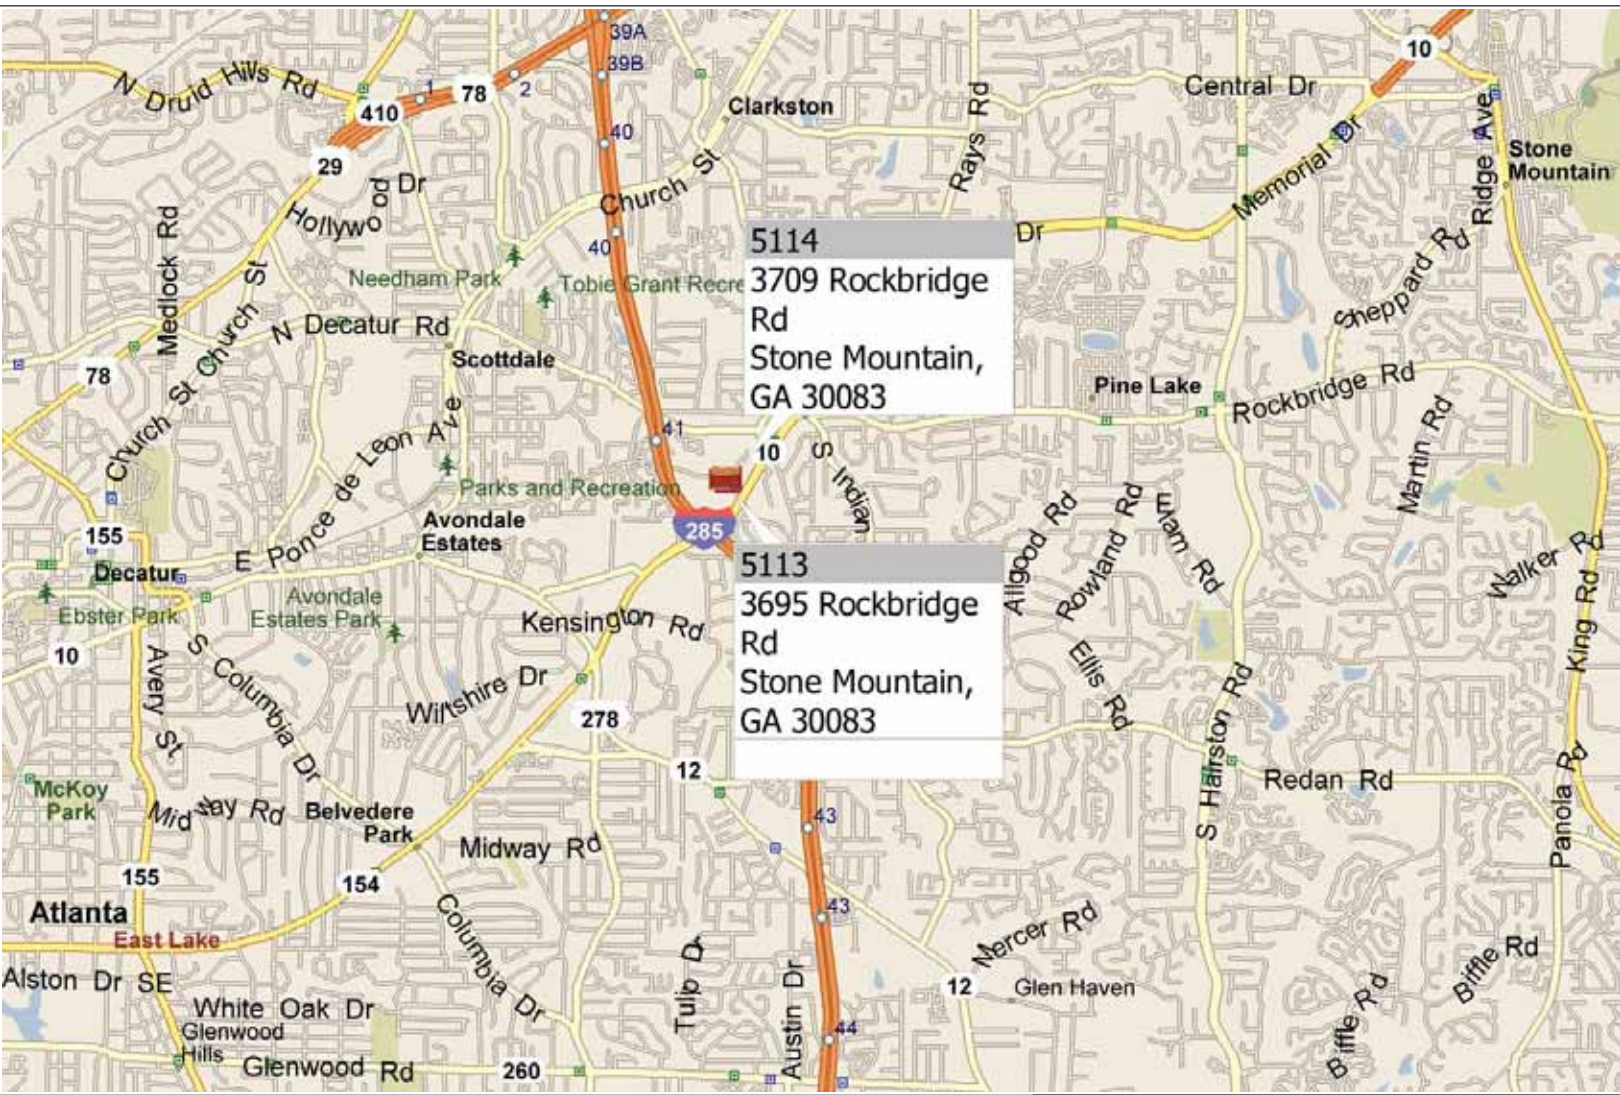 39A
39B
1
2
10
N Druid Hills Rd
78
410
Clarkston
Central Dr
40
29
Rays Rd
Memorial Dr
Ridge Ave
Stone
Mountain
Hollywood Dr
Church St
Medlock Rd
40
Dr
Sheppard Rd
5114
3709 Rockbridge
Rd
Stone Mountain,
GA 30083
Needham Park
Tobie Grant Recre
Church St
N Decatur Rd
Scottdale
78
Church St
Pine Lake
Rockbridge Rd
Martin Rd
41
10
S Indian
E Ponce de Leon Ave
Parks and Recreation
Avondale
Estates
285
155
Decatur
Ebster Park
Avondale
Estates Park
Allgood Rd
Rowland Rd
Elam Rd
Walker Rd
King Rd
5113
3695 Rockbridge
Rd
Stone Mountain,
GA 30083
Kensington Rd
10
Avery St
S Columbia Dr
Wiltshire Dr
278
Ellis Rd
S Hairston Rd
12
Redan Rd
Panola Rd
McKoy
Park
Midway Rd
Belvedere
Park
Midway Rd
43
155
154
Atlanta
East Lake
43
Columbia Dr
Mercer Rd
Tulip Dr
Austin Dr
12
Glen Haven
Biffle Rd
Biffle Rd
Alston Dr SE
White Oak Dr
Glenwood
Hills
Glenwood Rd
260
44